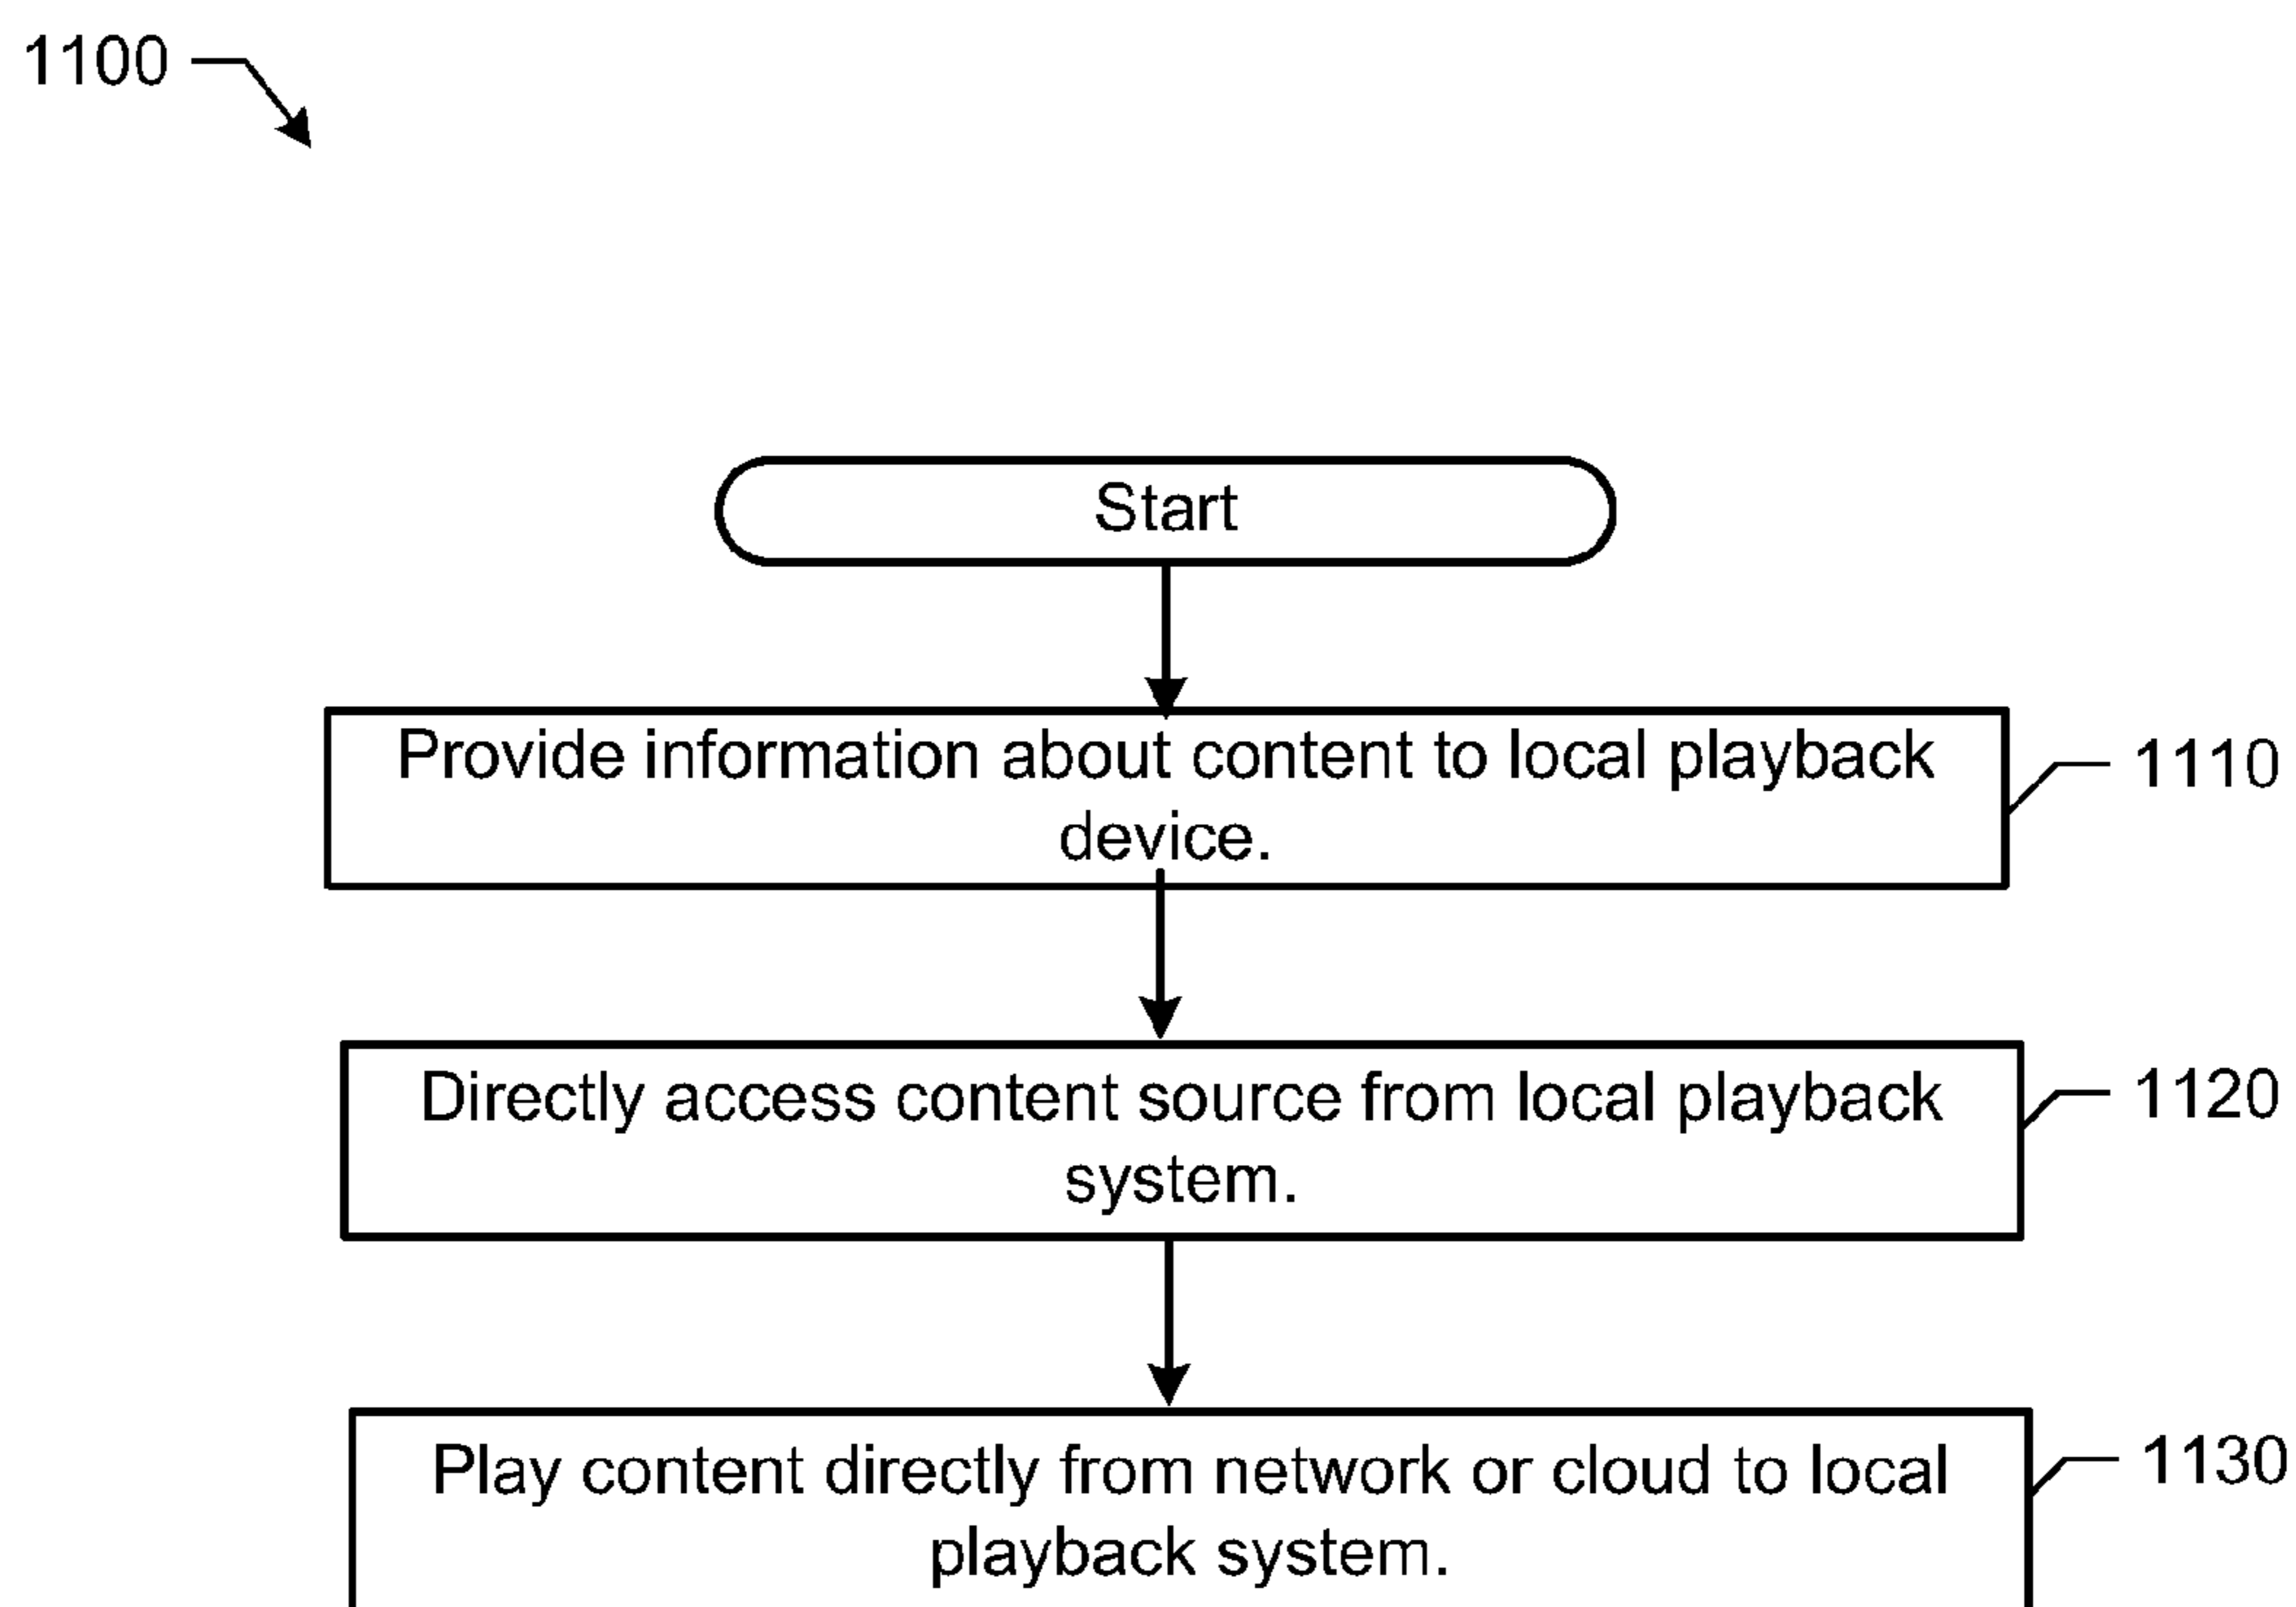 1100
Start
Provide information about content to local playback
device.
1110
Directly access content source from local playback
system.
1120
Play content directly from network or cloud to local
playback system.
1130